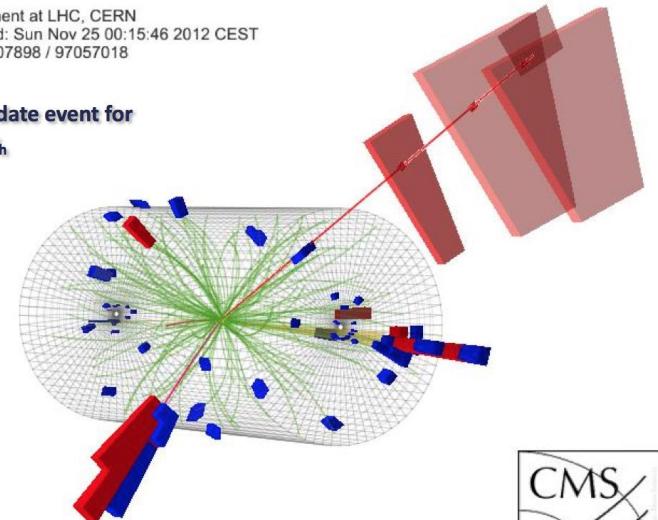 ent at LHC, CERN
d: Sun Nov 25 00:15:46 2012 CEST
07898 / 97057018
date event for
h
CMS